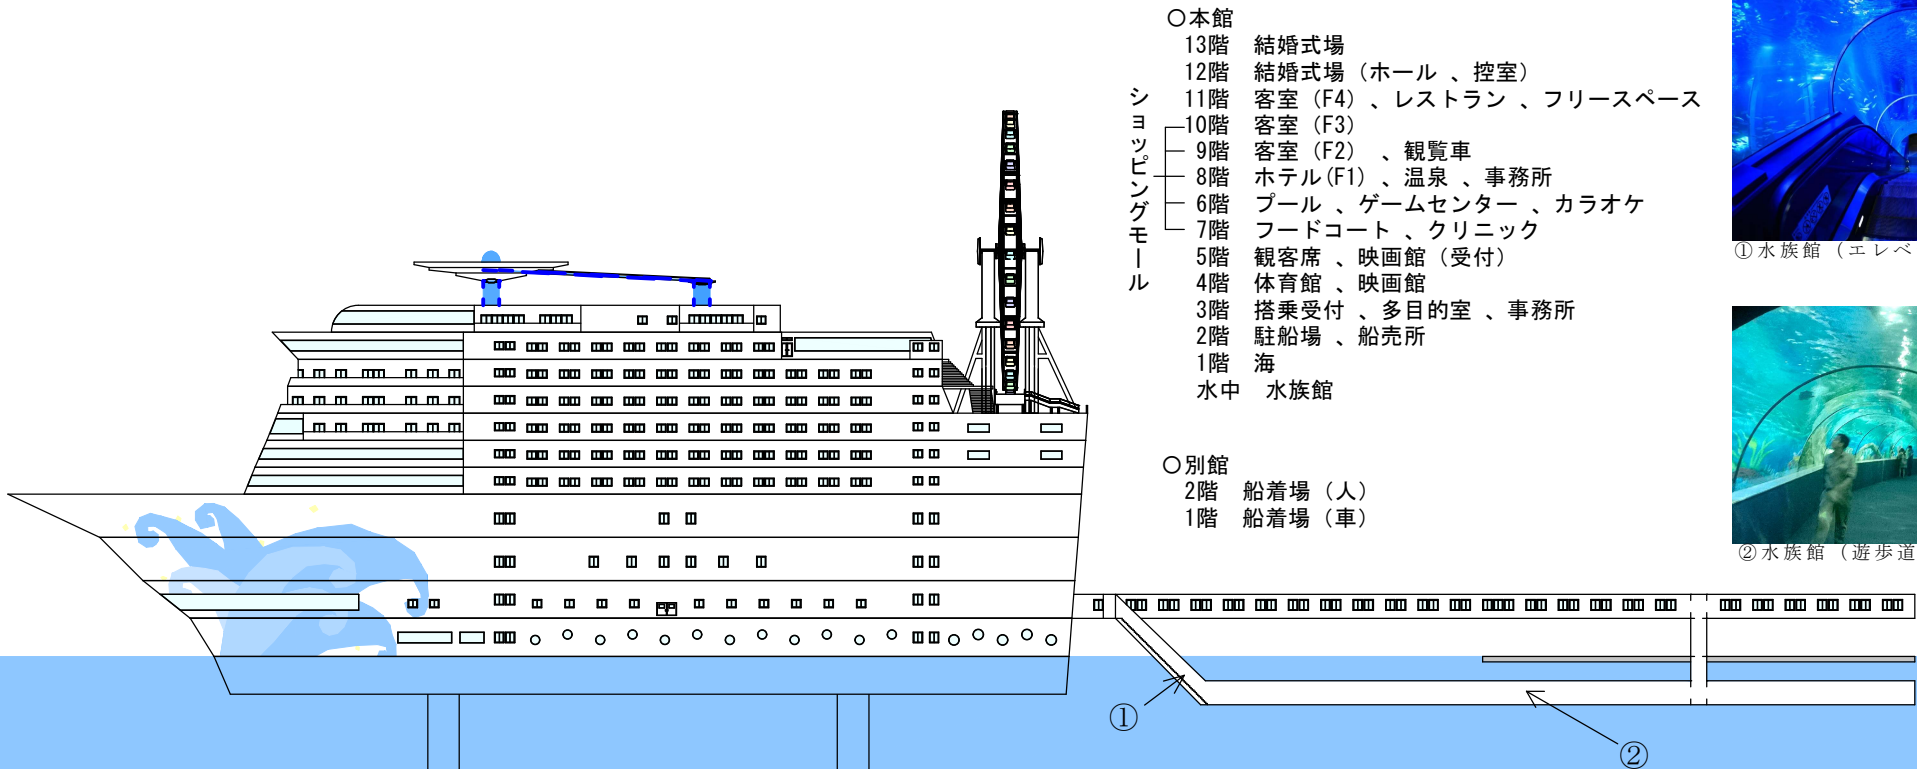 ○本館
13階 結婚式場
12階 結婚式場（ホール 、控室）
11階 客室（F4）、レストラン 、フリースペース
10階 客室（F3）
9階 客室（F2） 、観覧車
8階 ホテル(F1) 、温泉 、事務所
6階 プール 、ゲームセンター 、カラオケ
7階 フードコート 、クリニック
5階 観客席 、映画館（受付）
4階 体育館 、映画館
3階 搭乗受付 、多目的室 、事務所
2階 駐船場 、船売所
1階 海
水中 水族館
ショッピングモール
○別館
2階 船着場（人）
1階 船着場（車）
①水族館（エレベ
②水族館（遊歩道
①
②